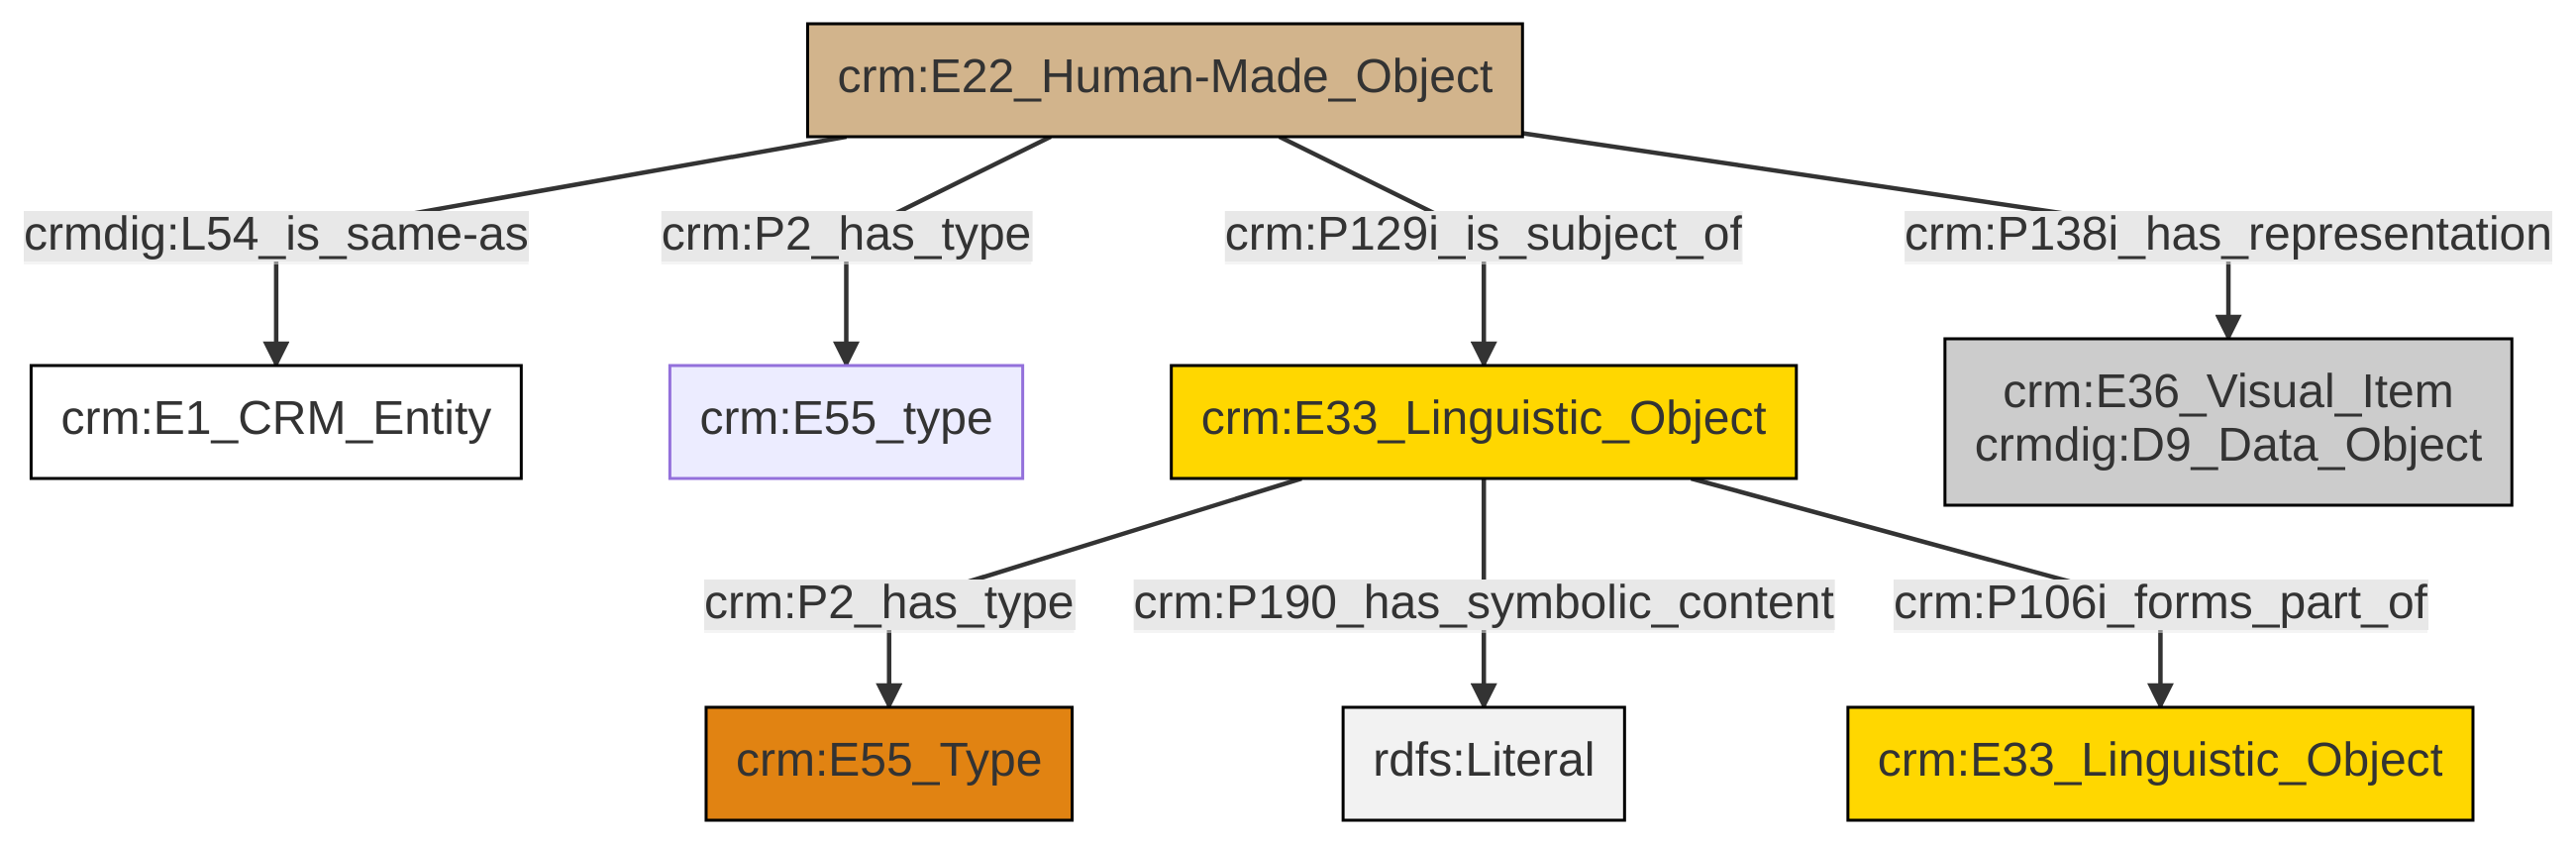 crm:E22_Human-Made_Object
crmdig:L54_is_same-as
crm:P2_has_type
crm:P129i_is_subject_of
crm:P138i_has_representation
crm:E1_CRM_Entity
crm:E55_type
crm:E33_Linguistic_Object
crm:E36_Visual_Item
crmdig:D9_Data_Object
crm:P2_has_type
crm:P190_has_symbolic_content
crm:P106i_forms_part_of
crm:E55_Type
rdfs:Literal
crm:E33_Linguistic_Object